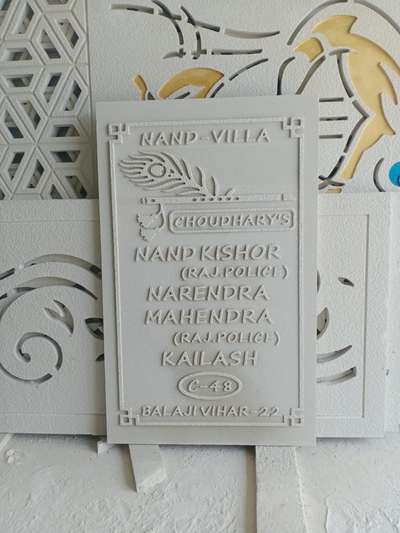 NAND-VILLA
CHOUDHARY'S
NAND KISHOR
(RAJ.POLICE)
NARENDRA
MAHENDRA
(RAJ.POLICE)
KAILASH
C-48
BALAJI VIHAR-22